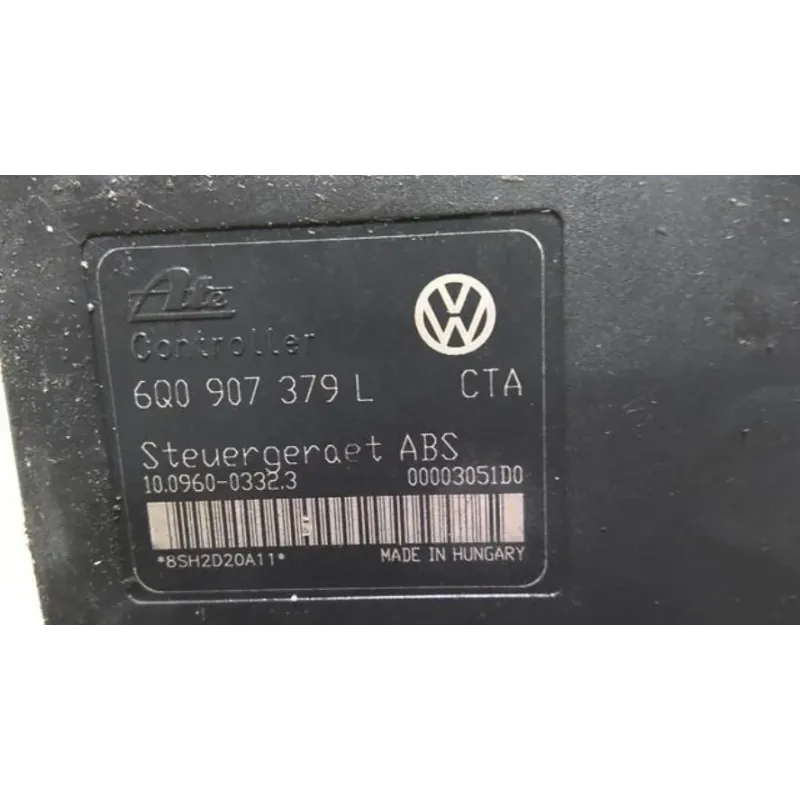 Ate
Controller
6Q0 907 379 L CTA
Steuergeraet ABS
10.0960-0332.3 00003051D0
*8SH2D20A11* MADE IN HUNGARY